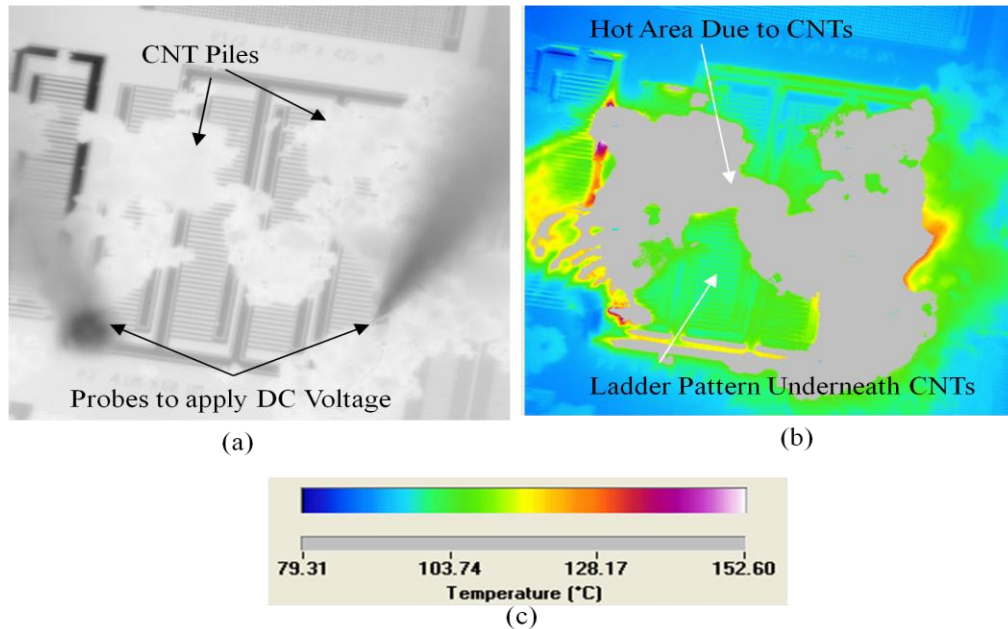 CNT Piles
Probes to apply DC Voltage
(a)
Hot Area Due to CNTs
Ladder Pattern Underneath CNTs
(b)
79.31 103.74 128.17 152.60
Temperature (°C)
(c)